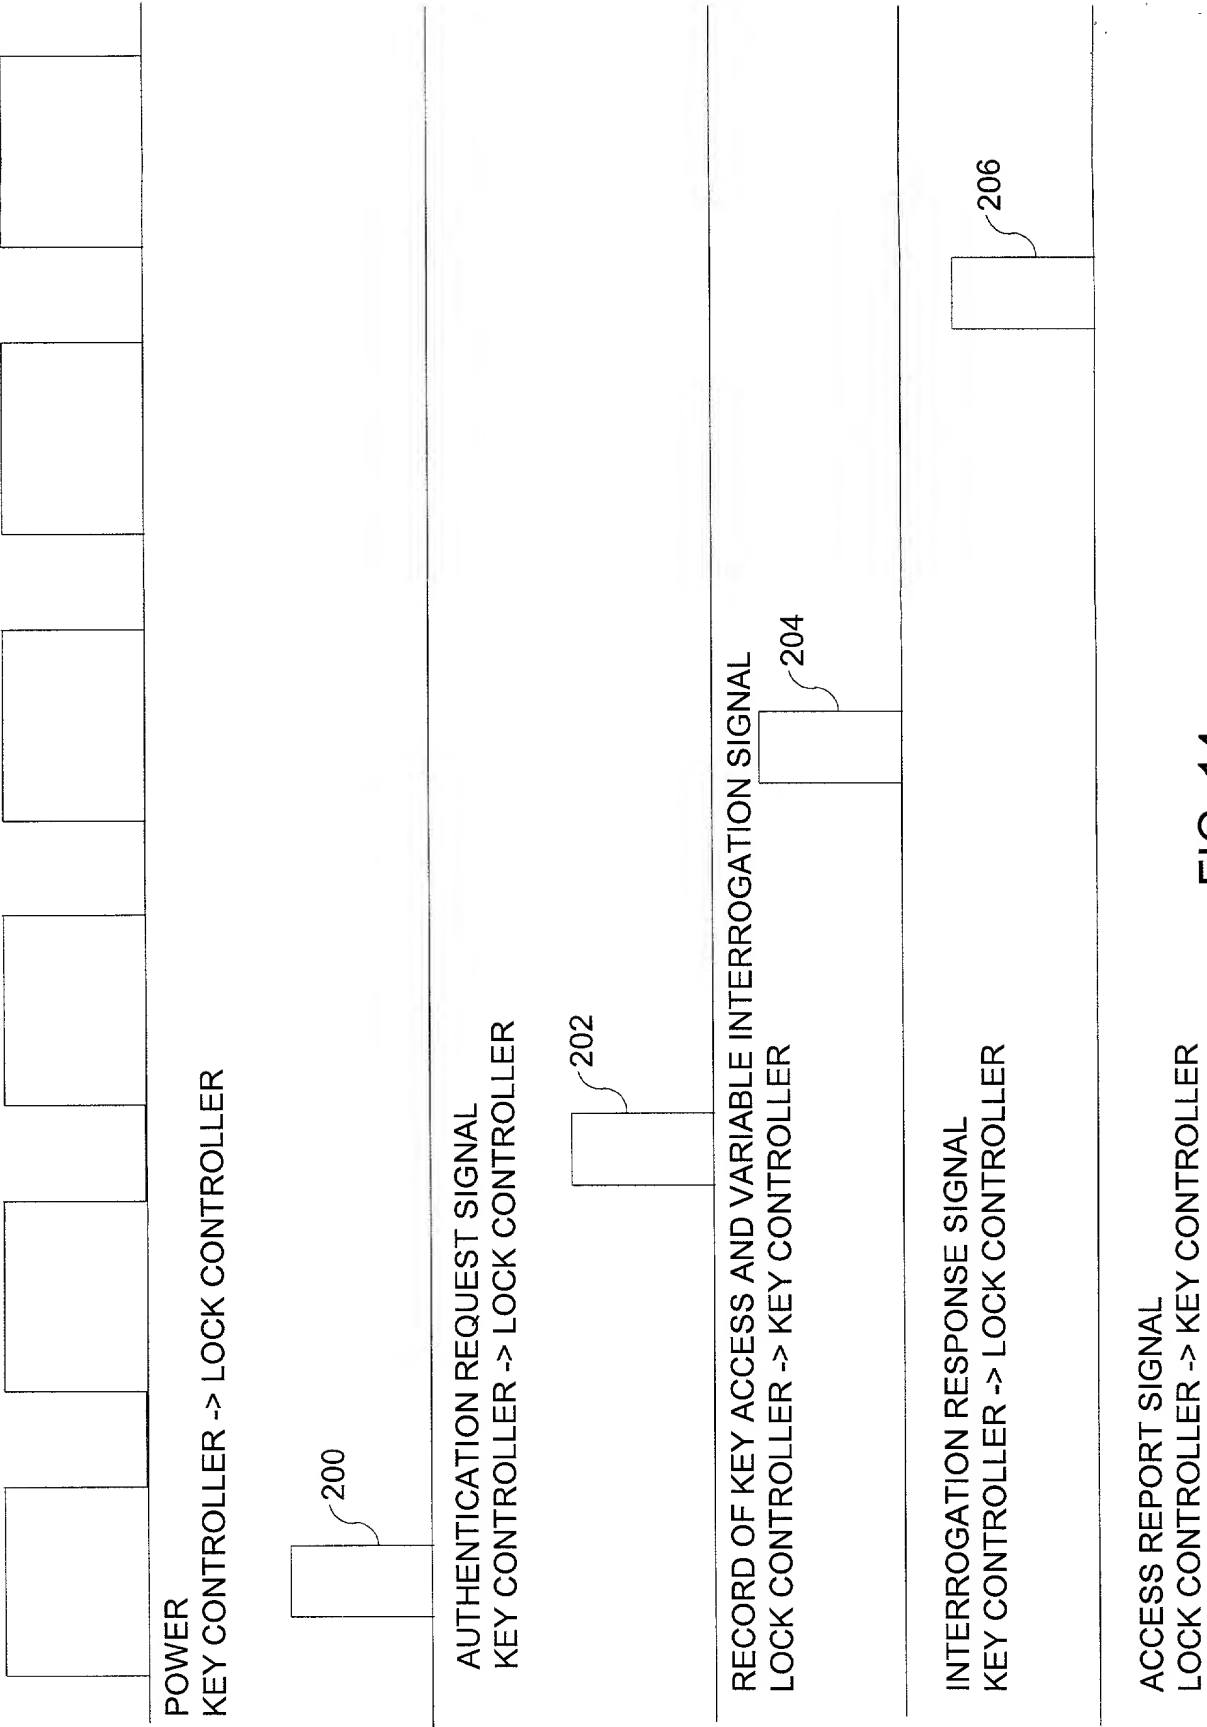 POWER
KEY CONTROLLER -> LOCK CONTROLLER
200
AUTHENTICATION REQUEST SIGNAL
KEY CONTROLLER -> LOCK CONTROLLER
202
RECORD OF KEY ACCESS AND VARIABLE INTERROGATION SIGNAL
LOCK CONTROLLER -> KEY CONTROLLER
204
INTERROGATION RESPONSE SIGNAL
KEY CONTROLLER -> LOCK CONTROLLER
206
ACCESS REPORT SIGNAL
LOCK CONTROLLER -> KEY CONTROLLER